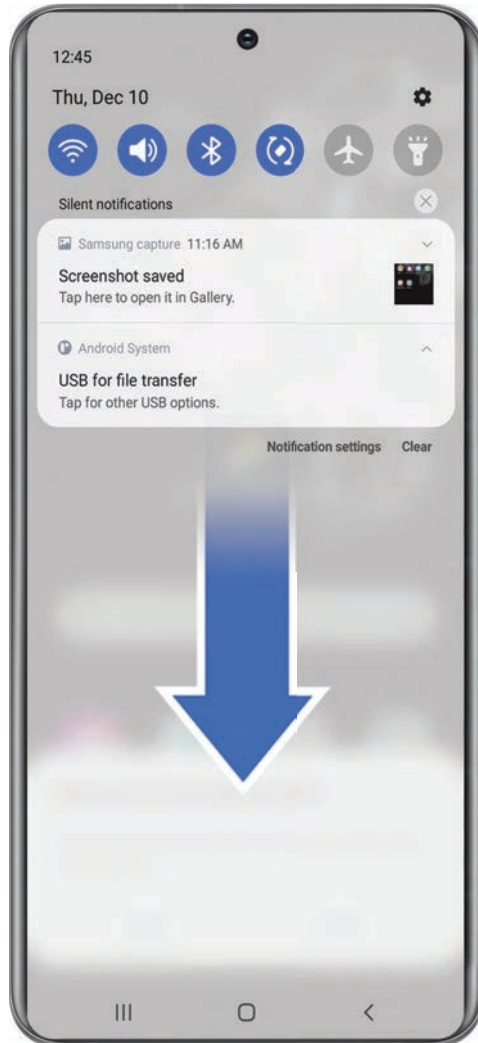 12:45
Thu, Dec 10
Silent notifications
Samsung capture 11:16 AM
Screenshot saved
Tap here to open it in Gallery.
Android System
USB for file transfer
Tap for other USB options.
Notification settings Clear